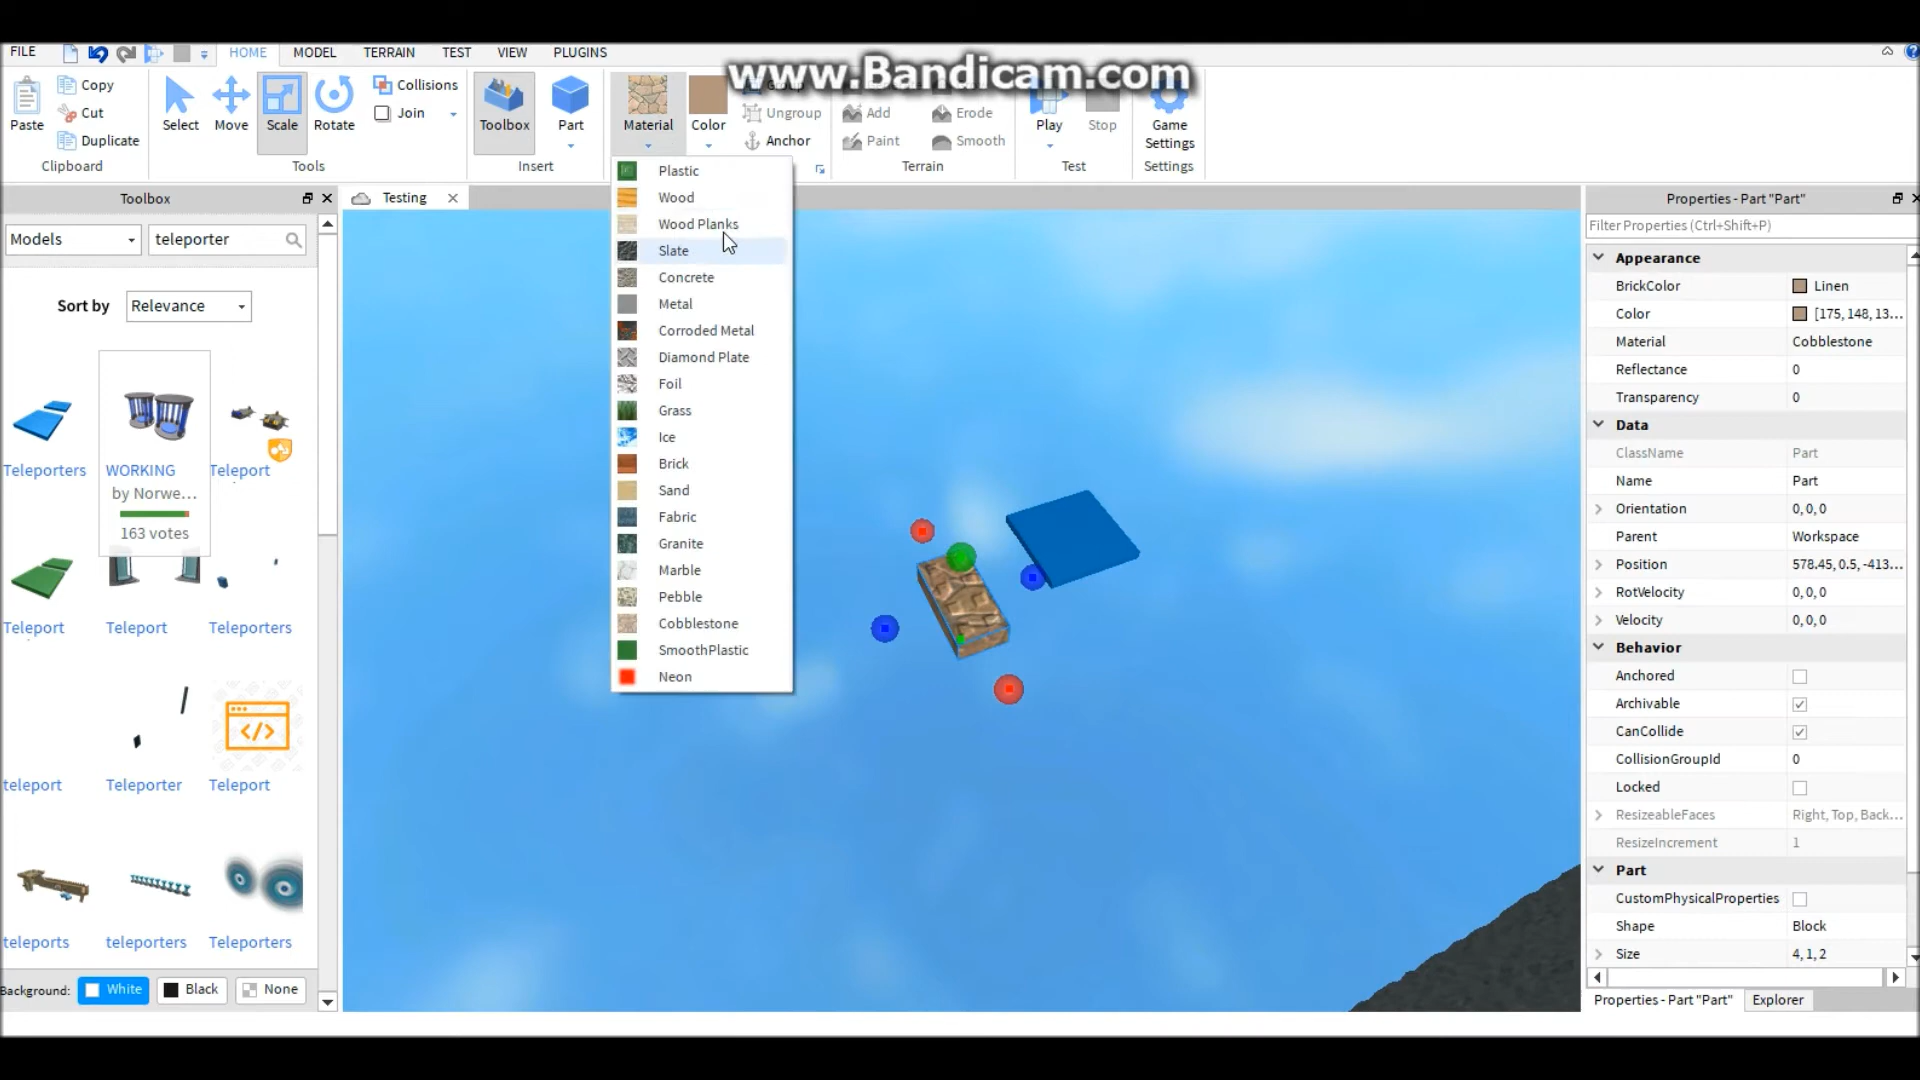 www.Bandicam.com
FILE HOME MODEL TERRAIN TEST VIEW PLUGINS
Copy
Cut
Duplicate
Paste
Clipboard
Select Move Scale Rotate
Collisions
Join
Tools
Toolbox Part
Insert
Material Color
Ungroup
Anchor
Add Erode
Paint Smooth
Terrain
Play Stop
Test
Game
Settings
Settings
Toolbox
Models teleporter
Sort by Relevance
Teleporters WORKING Teleport
by Norwe...
163 votes
Teleport Teleport Teleporters
teleport Teleporter Teleport
teleports teleporters Teleporters
Background: White Black None
Testing
Plastic
Wood
Wood Planks
Slate
Concrete
Metal
Corroded Metal
Diamond Plate
Foil
Grass
Ice
Brick
Sand
Fabric
Granite
Marble
Pebble
Cobblestone
SmoothPlastic
Neon
Properties - Part "Part"
Filter Properties (Ctrl+Shift+P)
Appearance
BrickColor Linen
Color [175, 148, 13...
Material Cobblestone
Reflectance 0
Transparency 0
Data
ClassName Part
Name Part
Orientation 0, 0, 0
Parent Workspace
Position 578.45, 0.5, -413...
RotVelocity 0, 0, 0
Velocity 0, 0, 0
Behavior
Anchored
Archivable
CanCollide
CollisionGroupId 0
Locked
ResizeableFaces Right, Top, Back...
ResizeIncrement 1
Part
CustomPhysicalProperties
Shape Block
Size 4, 1, 2
Properties - Part "Part" Explorer